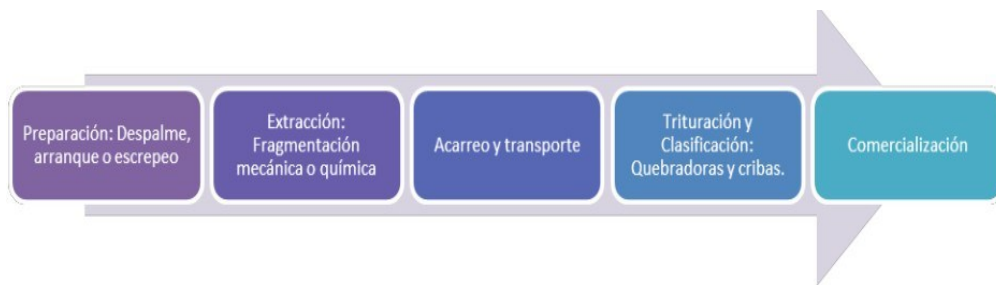 Preparación: Despalme,
arranque o escrepeo
Extracción:
Fragmentación
mecánica o química
Acarreo y transporte
Trituración y
Clasificación:
Quebradoras y cribas.
Comercialización